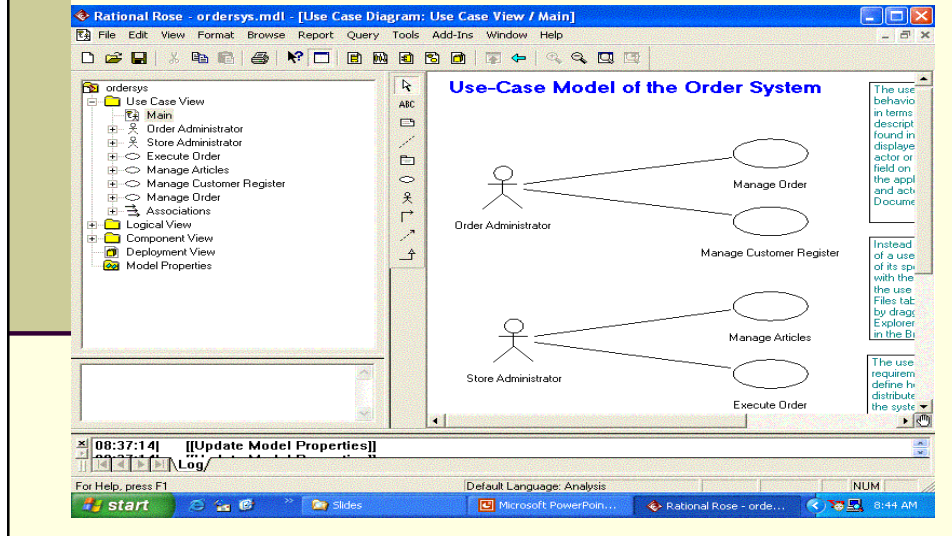 Rational Rose - ordersys.mdl - [Use Case Diagram: Use Case View / Main]
File Edit View Format Browse Report Query Tools Add-Ins Window Help
ABC
ordersys
Use Case View
Main
Order Administrator
Store Administrator
Execute Order
Manage Articles
Manage Customer Register
Manage Order
Associations
Logical View
Component View
Deployment View
Model Properties
Use-Case Model of the Order System
Order Administrator
Manage Order
Manage Customer Register
Store Administrator
Manage Articles
Execute Order
The use
behavio
in terms
descript
found in
displaye
actor or
field on
the appl
and acto
Docume
Instead
of a use
of its spe
with the
the use
Files tab
by dragg
Explorer
in the Br
The use
requirem
define h
distribute
the syste
08:37:14| [[Update Model Properties]]
Log
For Help, press F1
Default Language: Analysis
NUM
start
Slides
Microsoft PowerPoin...
Rational Rose - orde...
8:44 AM